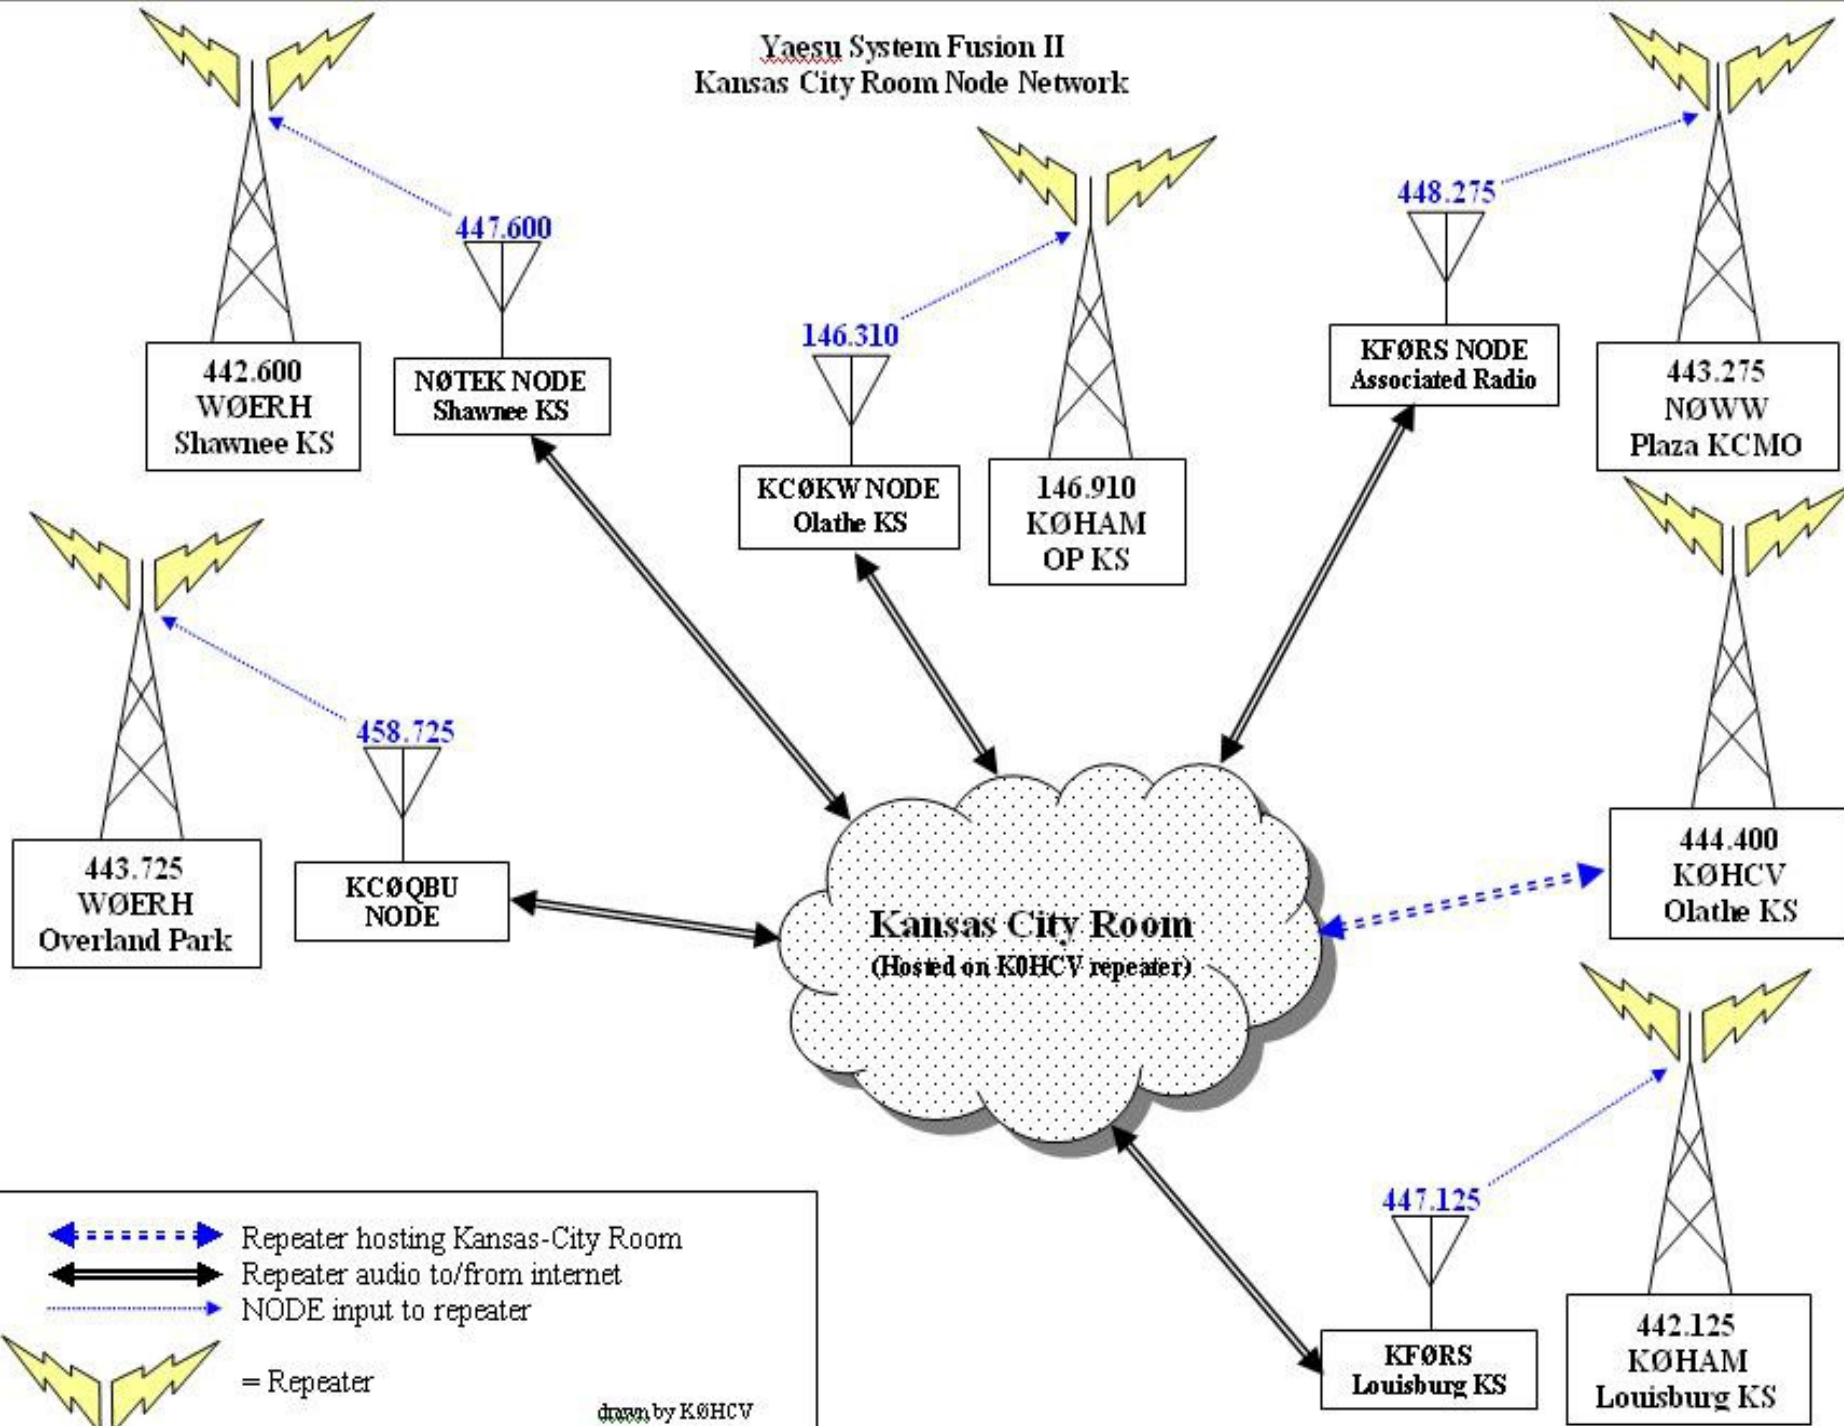 Yaesu System Fusion II
Kansas City Room Node Network
447.600
442.600
WØERH
Shawnee KS
NØTEK NODE
Shawnee KS
146.310
KCØKW NODE
Olathe KS
146.910
KØHAM
OP KS
448.275
KFØRS NODE
Associated Radio
443.275
NØWW
Plaza KCMO
458.725
443.725
WØERH
Overland Park
KCØQBU
NODE
Kansas City Room
(Hosted on K0HCV repeater)
444.400
KØHCV
Olathe KS
447.125
KFØRS
Louisburg KS
442.125
KØHAM
Louisburg KS
Repeater hosting Kansas-City Room
Repeater audio to/from internet
NODE input to repeater
= Repeater
drawn by KØHCV